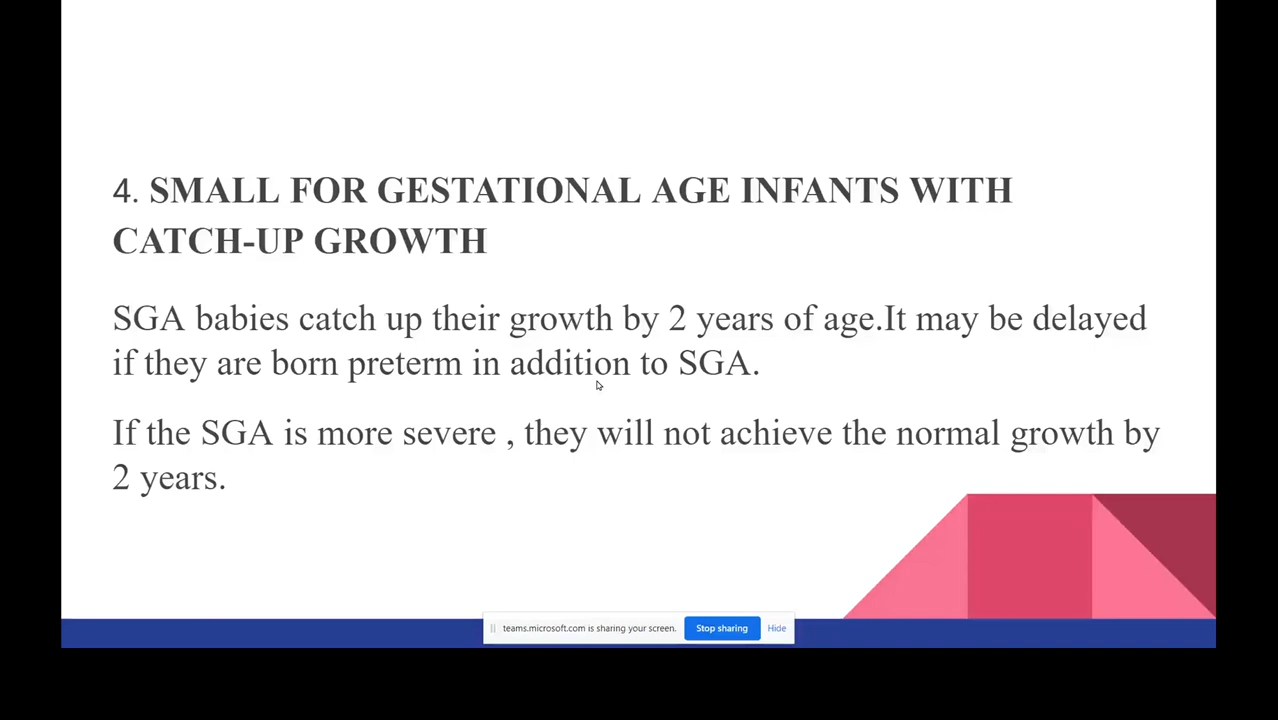 4. SMALL FOR GESTATIONAL AGE INFANTS WITH
CATCH-UP GROWTH
SGA babies catch up their growth by 2 years of age.It may be delayed
if they are born preterm in addition to SGA.
If the SGA is more severe , they will not achieve the normal growth by
2 years.
teams.microsoft.com is sharing your screen. Stop sharing Hide